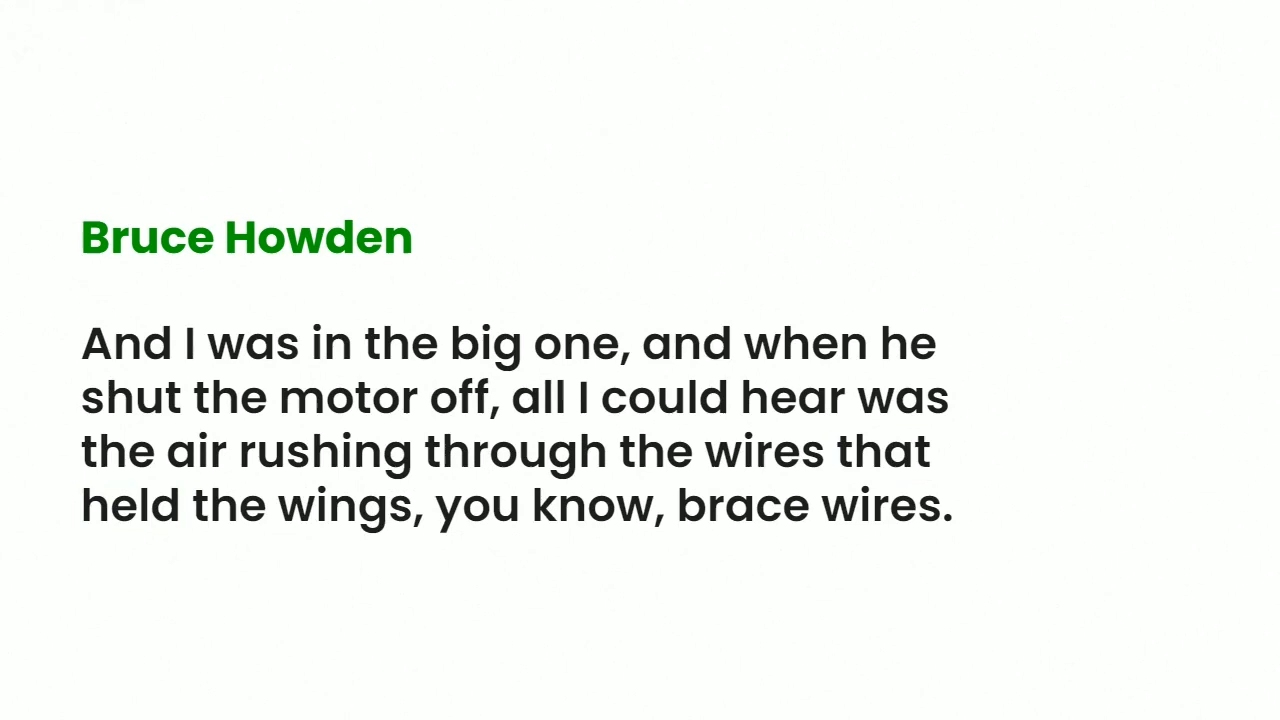 Bruce Howden
And I was in the big one, and when he
shut the motor off, all I could hear was
the air rushing through the wires that
held the wings, you know, brace wires.